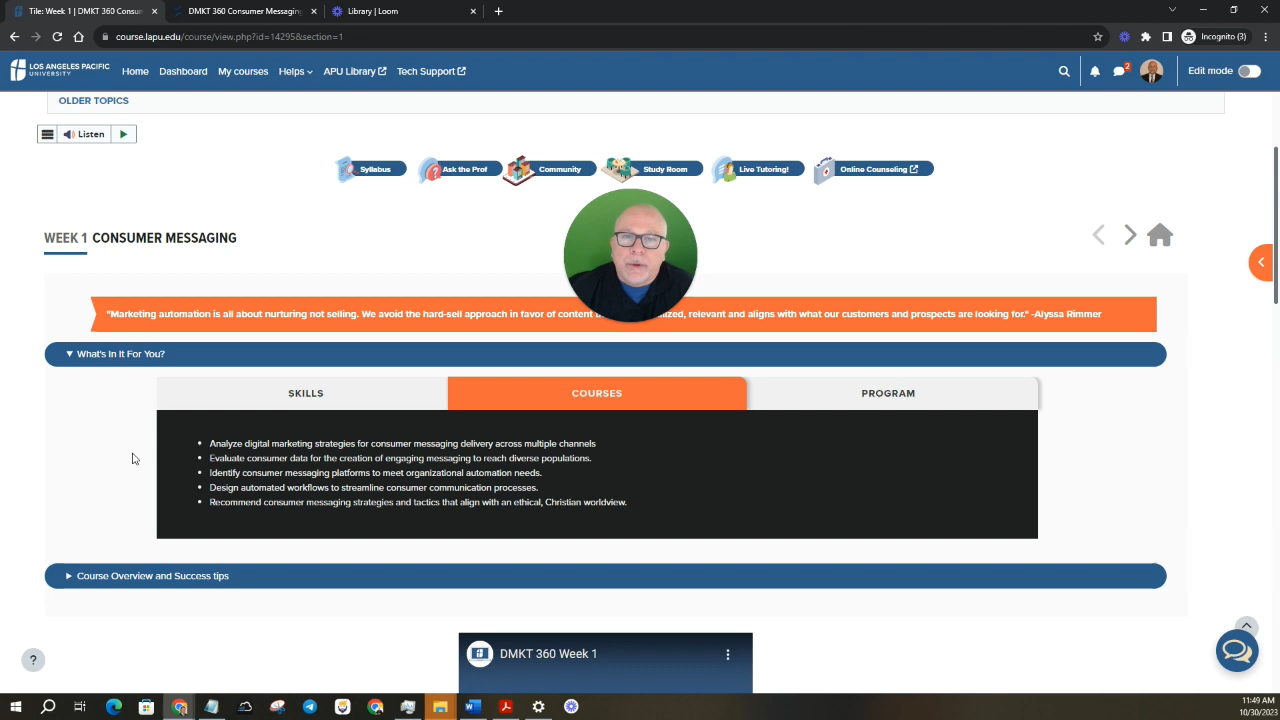 Tile: Week 1 | DMKT 360 Consum
DMKT 360 Consumer Messaging
Library | Loom
course.lapu.edu/course/view.php?id=14295&section=1
Incognito (3)
LOS ANGELES PACIFIC
UNIVERSITY
Home Dashboard My courses Helps APU Library Tech Support
2
Edit mode
OLDER TOPICS
Listen
Syllabus Ask the Prof Community Study Room Live Tutoring! Online Counseling
WEEK 1 CONSUMER MESSAGING
"Marketing automation is all about nurturing not selling. We avoid the hard-sell approach in favor of content relevant and aligns with what our customers and prospects are looking for." -Alyssa Rimmer
What's In It For You?
SKILLS COURSES PROGRAM
• Analyze digital marketing strategies for consumer messaging delivery across multiple channels
• Evaluate consumer data for the creation of engaging messaging to reach diverse populations.
• Identify consumer messaging platforms to meet organizational automation needs.
• Design automated workflows to streamline consumer communication processes.
• Recommend consumer messaging strategies and tactics that align with an ethical, Christian worldview.
Course Overview and Success tips
DMKT 360 Week 1
?
11:49 AM
10/30/2023